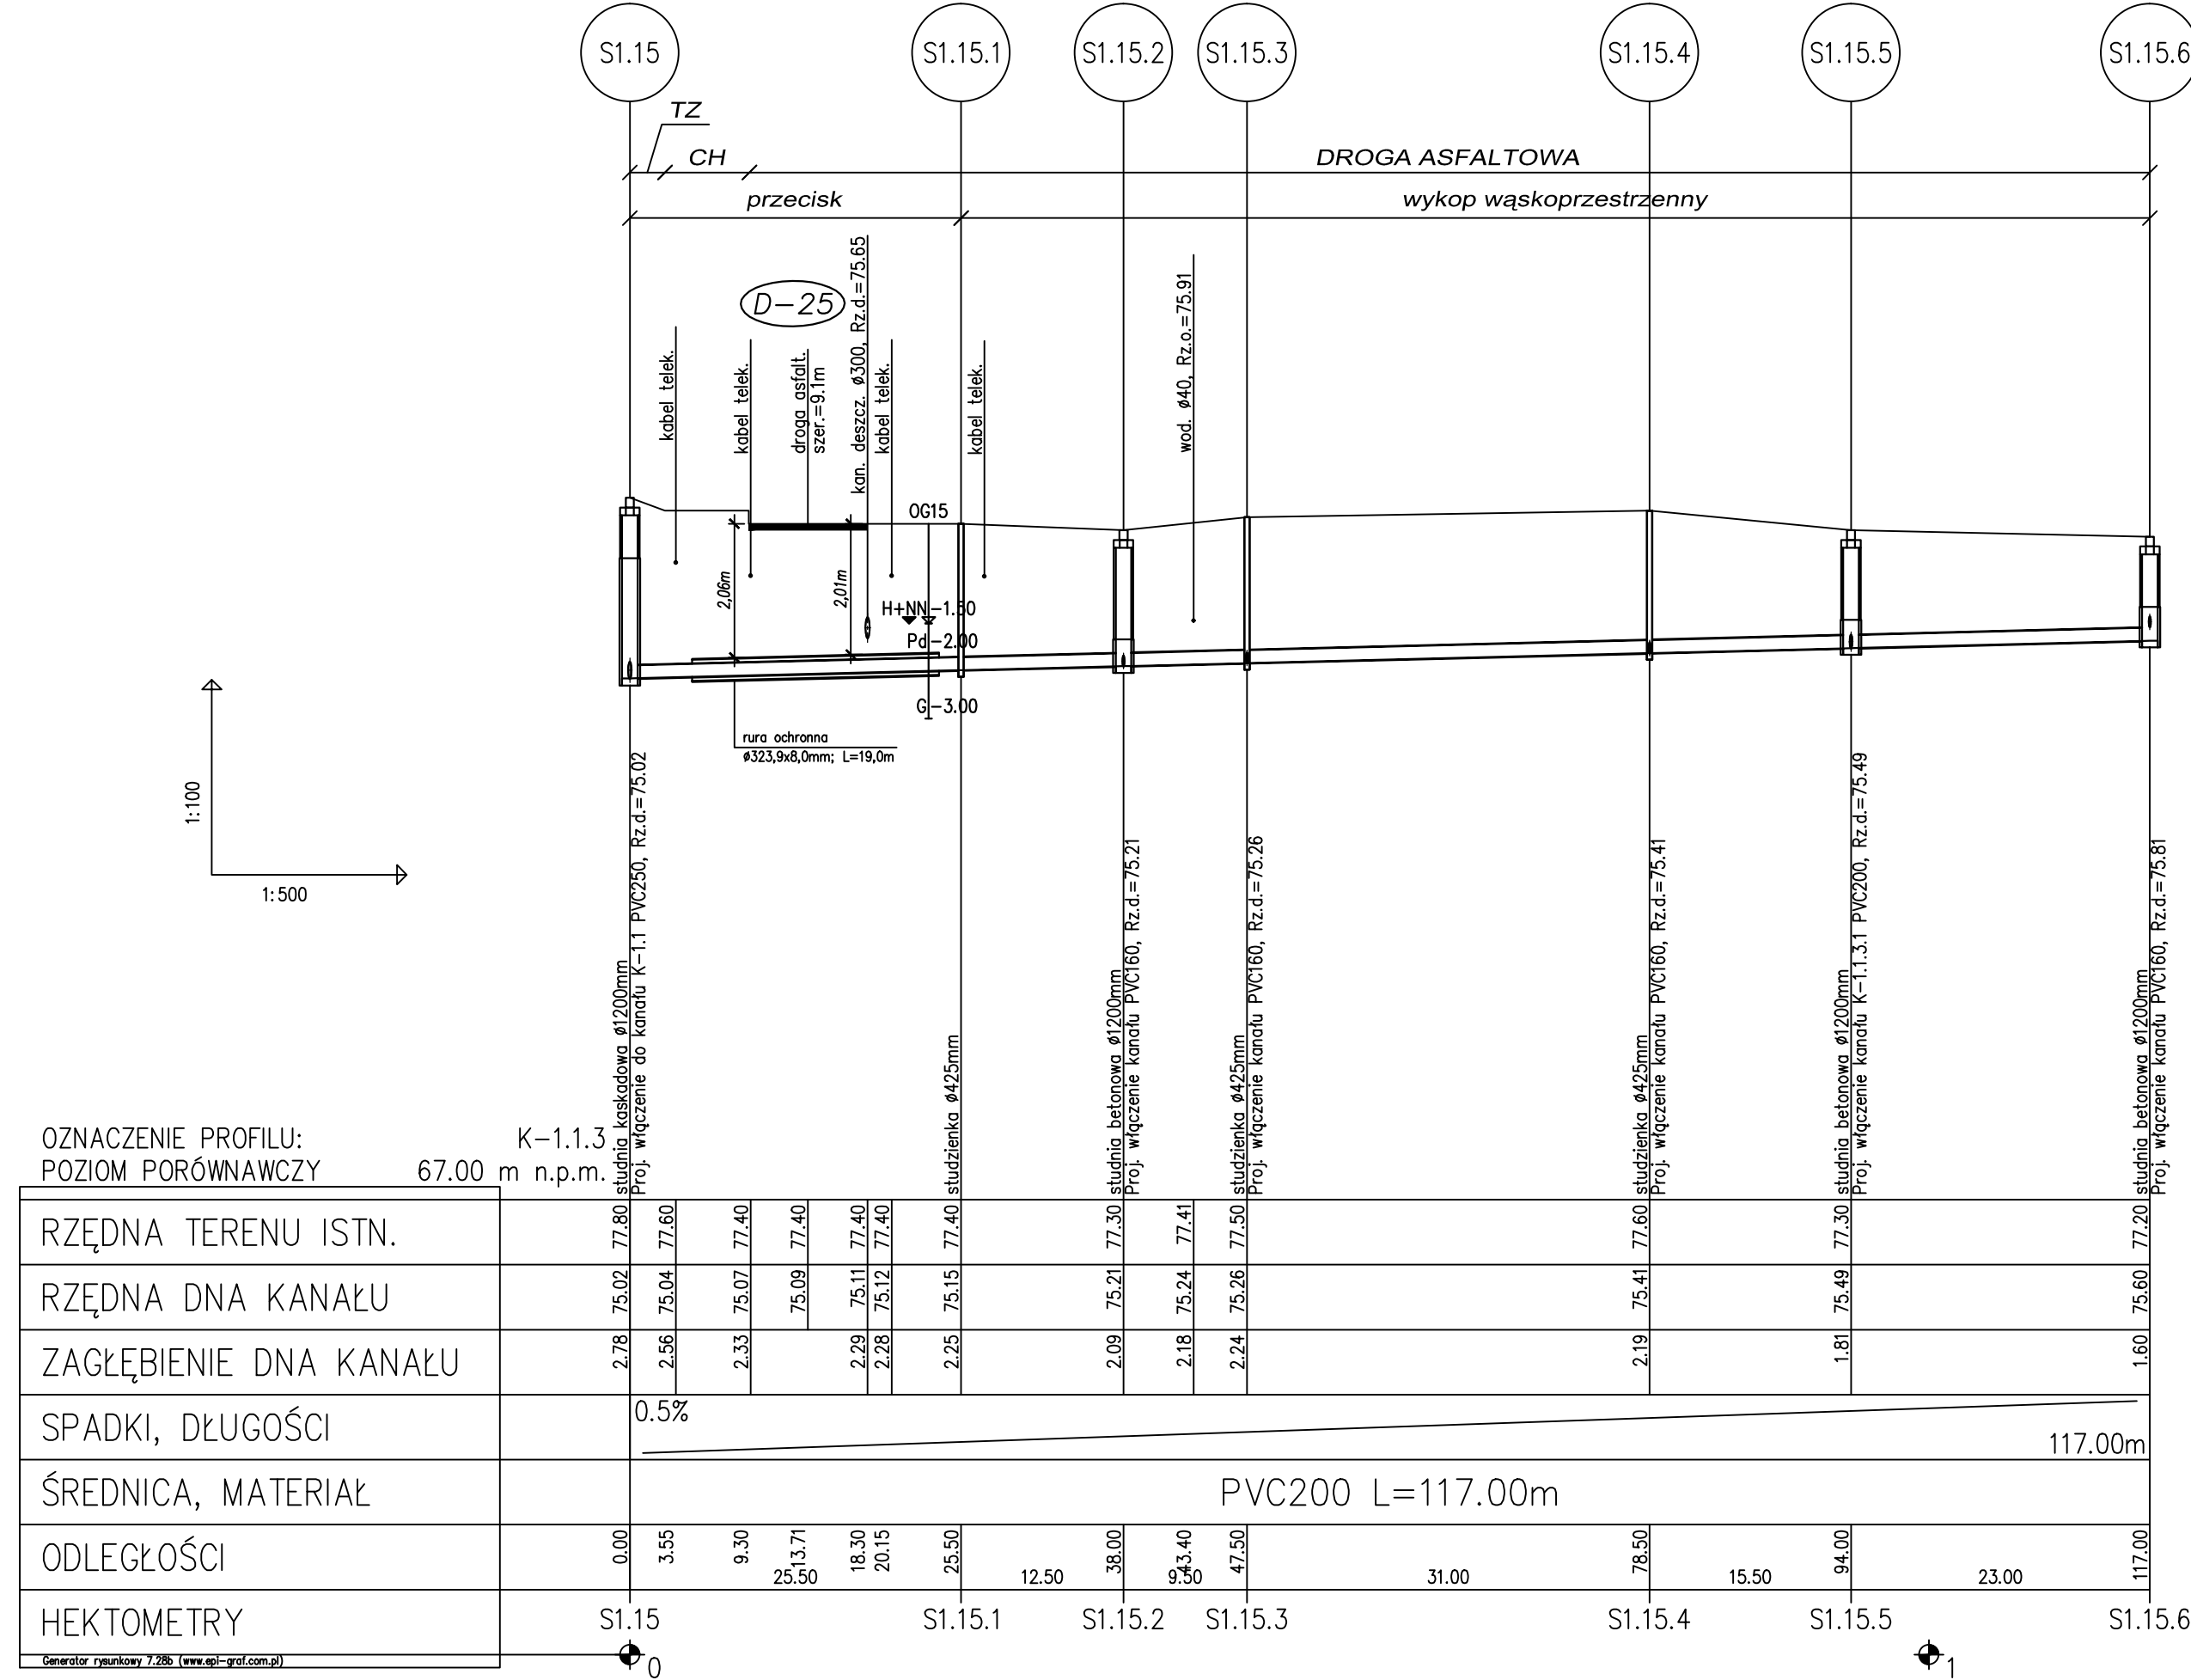 S1.15 S1.15.1 S1.15.2 S1.15.3 S1.15.4 S1.15.5 S1.15.6
TZ
CH DROGA ASFALTOWA
przecisk wykop wąskoprzestrzenny
D-25
kabel telek.
kabel telek.
droga asfalt.
szer.=9.1m
kan. deszcz. ø300, Rz.d.=75.65
kabel telek.
kabel telek.
wod. ø40, Rz.o.=75.91
OG15
2,06m
2,01m
H+NN-1.50
Pd-2.00
G-3.00
rura ochronna
ø323,9x8,0mm; L=19,0m
1:100
1:500
studnia kaskadowa ø1200mm
Proj. włączenie do kanału K-1.1 PVC250, Rz.d.=75.02
studzienka ø425mm
studnia betonowa ø1200mm
Proj. włączenie kanału PVC160, Rz.d.=75.21
studzienka ø425mm
Proj. włączenie kanału PVC160, Rz.d.=75.26
studzienka ø425mm
Proj. włączenie kanału PVC160, Rz.d.=75.41
studnia betonowa ø1200mm
Proj. włączenie kanału K-1.1.3.1 PVC200, Rz.d.=75.49
studnia betonowa ø1200mm
Proj. włączenie kanału PVC160, Rz.d.=75.81
OZNACZENIE PROFILU: K-1.1.3
POZIOM PORÓWNAWCZY 67.00 m n.p.m.
RZĘDNA TERENU ISTN. 77.80 77.60 77.40 77.40 77.40 77.40 77.40 77.30 77.41 77.50 77.60 77.30 77.20
RZĘDNA DNA KANAŁU 75.02 75.04 75.07 75.09 75.11 75.12 75.15 75.21 75.24 75.26 75.41 75.49 75.60
ZAGŁĘBIENIE DNA KANAŁU 2.78 2.56 2.33 2.29 2.28 2.25 2.09 2.18 2.24 2.19 1.81 1.60
SPADKI, DŁUGOŚCI 0.5% 117.00m
ŚREDNICA, MATERIAŁ PVC200 L=117.00m
ODLEGŁOŚCI 0.00 3.55 9.30 13.71 18.30 20.15 25.50 38.00 43.40 47.50 78.50 94.00 117.00
25.50 12.50 9.50 31.00 15.50 23.00
HEKTOMETRY S1.15 S1.15.1 S1.15.2 S1.15.3 S1.15.4 S1.15.5 S1.15.6
Generator rysunkowy 7.28b (www.epi-graf.com.pl)
0 1